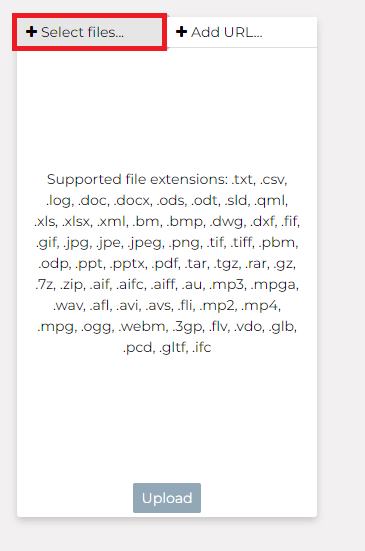 + Select files...
+ Add URL...
Supported file extensions: .txt, .csv,
.log, .doc, .docx, .ods, .odt, .sld, .qml,
.xls, .xlsx, .xml, .bm, .bmp, .dwg, .dxf, .fif,
.gif, .jpg, .jpe, .jpeg, .png, .tif, .tiff, .pbm,
.odp, .ppt, .pptx, .pdf, .tar, .tgz, .rar, .gz,
.7z, .zip, .aif, .aifc, .aiff, .au, .mp3, .mpga,
.wav, .afl, .avi, .avs, .fli, .mp2, .mp4,
.mpg, .ogg, .webm, .3gp, .flv, .vdo, .glb,
.pcd, .gltf, .ifc
Upload